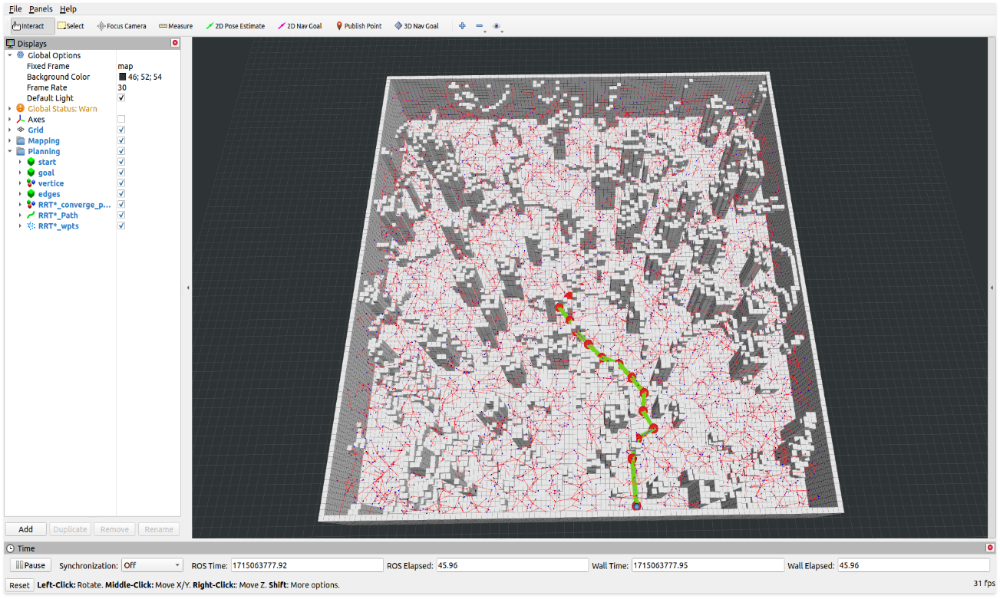 File Panels Help
Interact Select Focus Camera Measure 2D Pose Estimate 2D Nav Goal Publish Point 3D Nav Goal
Displays
Global Options
Fixed Frame map
Background Color 46; 52; 54
Frame Rate 30
Default Light
Global Status: Warn
Axes
Grid
Mapping
Planning
start
goal
vertice
edges
RRT*_converge_p...
RRT*_Path
RRT*_wpts
Add Duplicate Remove Rename
Time
Pause Synchronization: Off ROS Time: 1715063777.92 ROS Elapsed: 45.96 Wall Time: 1715063777.95 Wall Elapsed: 45.96
Reset Left-Click: Rotate. Middle-Click: Move X/Y. Right-Click:: Move Z. Shift: More options. 31 fps